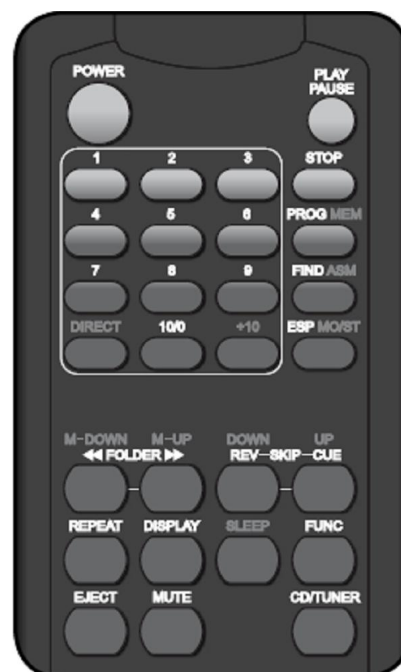 POWER PLAY
PAUSE
1 2 3 STOP
4 5 6 PROG MEM
7 8 9 FIND ASM
DIRECT 10/0 +10 ESP MO/ST
M-DOWN M-UP DOWN UP
◀◀ FOLDER ▶▶ REV-SKIP-CUE
REPEAT DISPLAY SLEEP FUNC
EJECT MUTE CD/TUNER